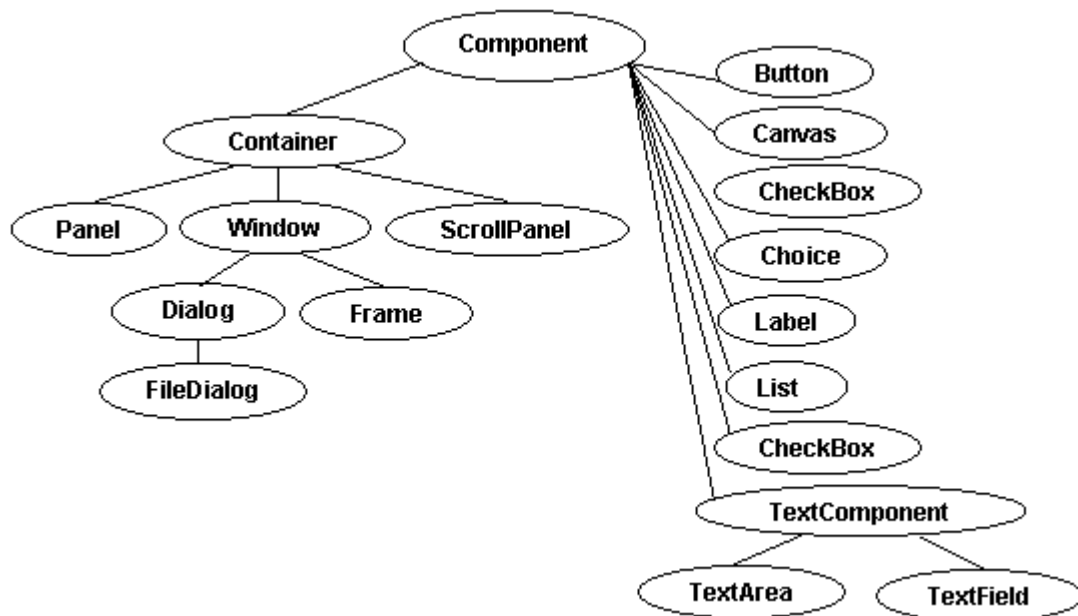 Component
Button
Container
Canvas
CheckBox
Panel
Window
ScrollPanel
Choice
Dialog
Frame
Label
FileDialog
List
CheckBox
TextComponent
TextArea
TextField